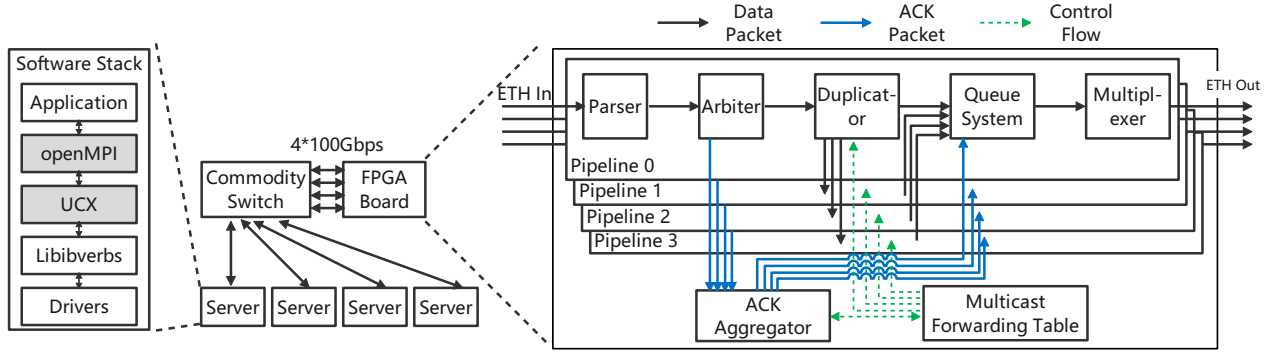 Data
Packet
ACK
Packet
Control
Flow
Software Stack
Application
openMPI
UCX
Libibverbs
Drivers
4*100Gbps
Commodity
Switch
FPGA
Board
Server
Server
Server
Server
ETH In
ETH Out
Parser
Arbiter
Duplicat-
or
Queue
System
Multipl-
exer
Pipeline 0
Pipeline 1
Pipeline 2
Pipeline 3
ACK
Aggregator
Multicast
Forwarding Table